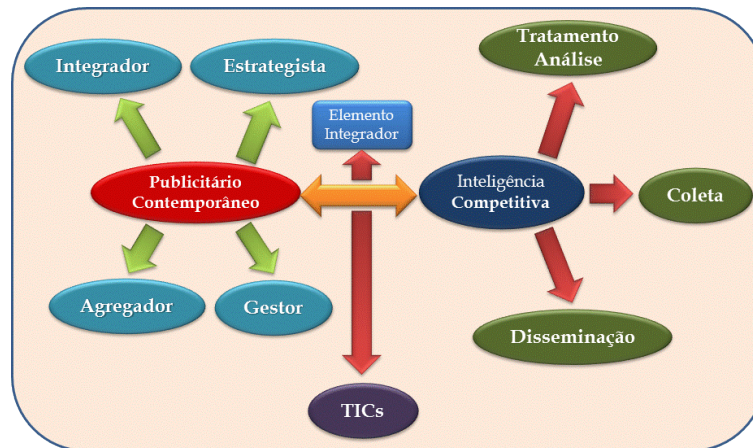 Integrador
Estrategista
Tratamento
Análise
Elemento
Integrador
Publicitário
Contemporâneo
Inteligência
Competitiva
Coleta
Agregador
Gestor
Disseminação
TICs